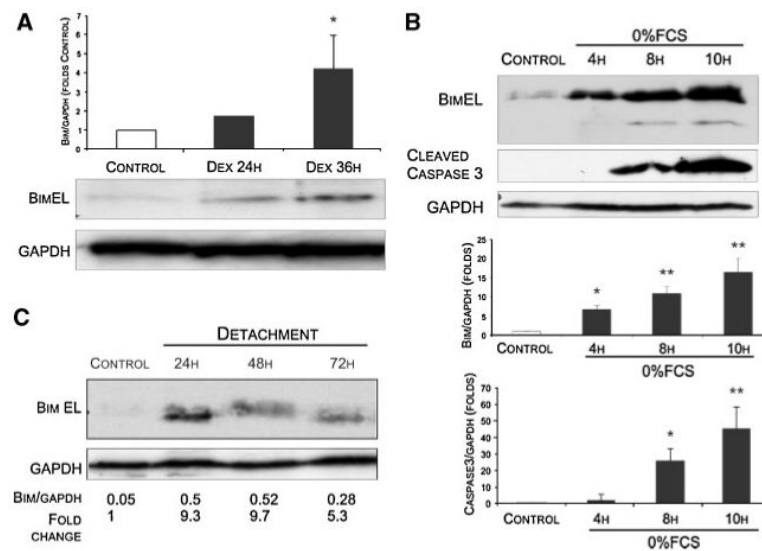 A
BIM/GAPDH (FOLDS CONTROL)
7
6
5
4
3
2
1
0
*
CONTROL DEX 24H DEX 36H
BIMEL
GAPDH
B
0%FCS
CONTROL 4H 8H 10H
BIMEL
CLEAVED
CASPASE 3
GAPDH
BIM/GAPDH (FOLDS)
25
20
15
10
5
0
* ** **
CONTROL 4H 8H 10H
0%FCS
CASPASE3/GAPDH (FOLDS)
70
60
50
40
30
20
10
0
* **
CONTROL 4H 8H 10H
0%FCS
C
DETACHMENT
CONTROL 24H 48H 72H
BIM EL
GAPDH
BIM/GAPDH 0.05 0.5 0.52 0.28
FOLD 1 9.3 9.7 5.3
CHANGE